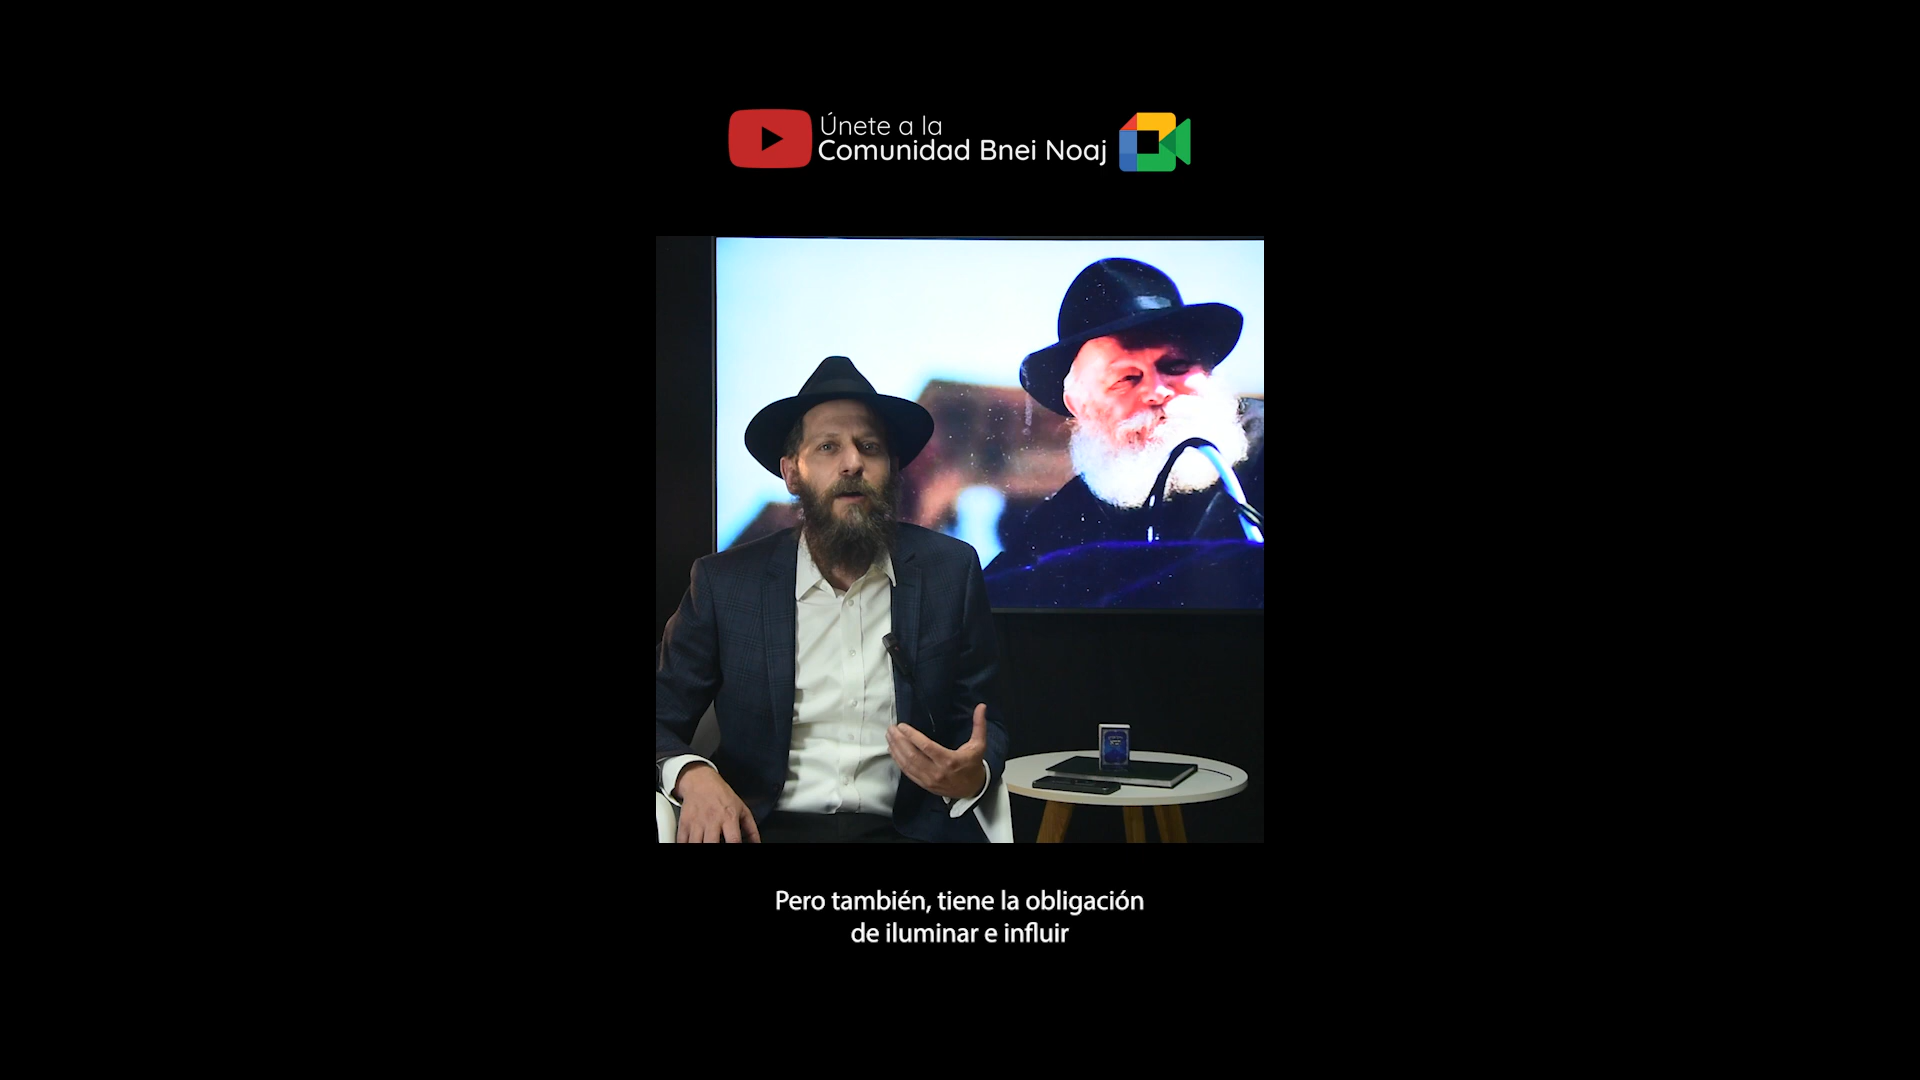 Únete a la
Comunidad Bnei Noaj
Pero también, tiene la obligación
de iluminar e influir